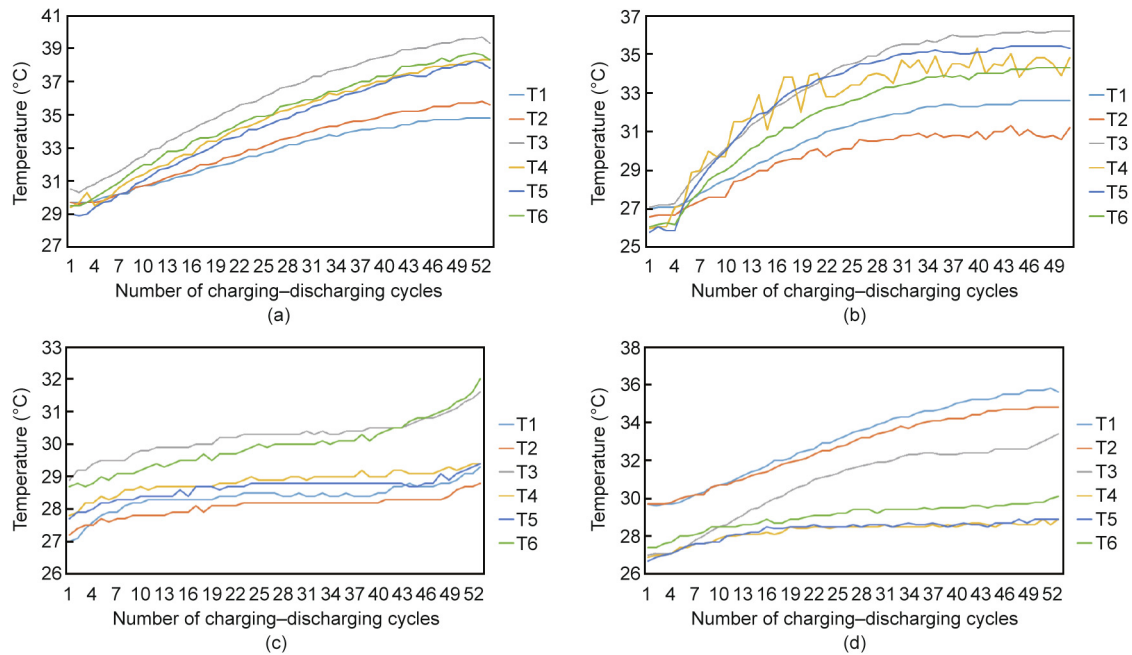 41
39
37
35
33
31
29
27
Temperature (°C)
1 4 7 10 13 16 19 22 25 28 31 34 37 40 43 46 49 52
Number of charging–discharging cycles
(a)
T1
T2
T3
T4
T5
T6
37
35
33
31
29
27
25
Temperature (°C)
1 4 7 10 13 16 19 22 25 28 31 34 37 40 43 46 49
Number of charging–discharging cycles
(b)
T1
T2
T3
T4
T5
T6
33
32
31
30
29
28
27
26
Temperature (°C)
1 4 7 10 13 16 19 22 25 28 31 34 37 40 43 46 49 52
Number of charging–discharging cycles
(c)
T1
T2
T3
T4
T5
T6
38
36
34
32
30
28
26
Temperature (°C)
1 4 7 10 13 16 19 22 25 28 31 34 37 40 43 46 49 52
Number of charging–discharging cycles
(d)
T1
T2
T3
T4
T5
T6